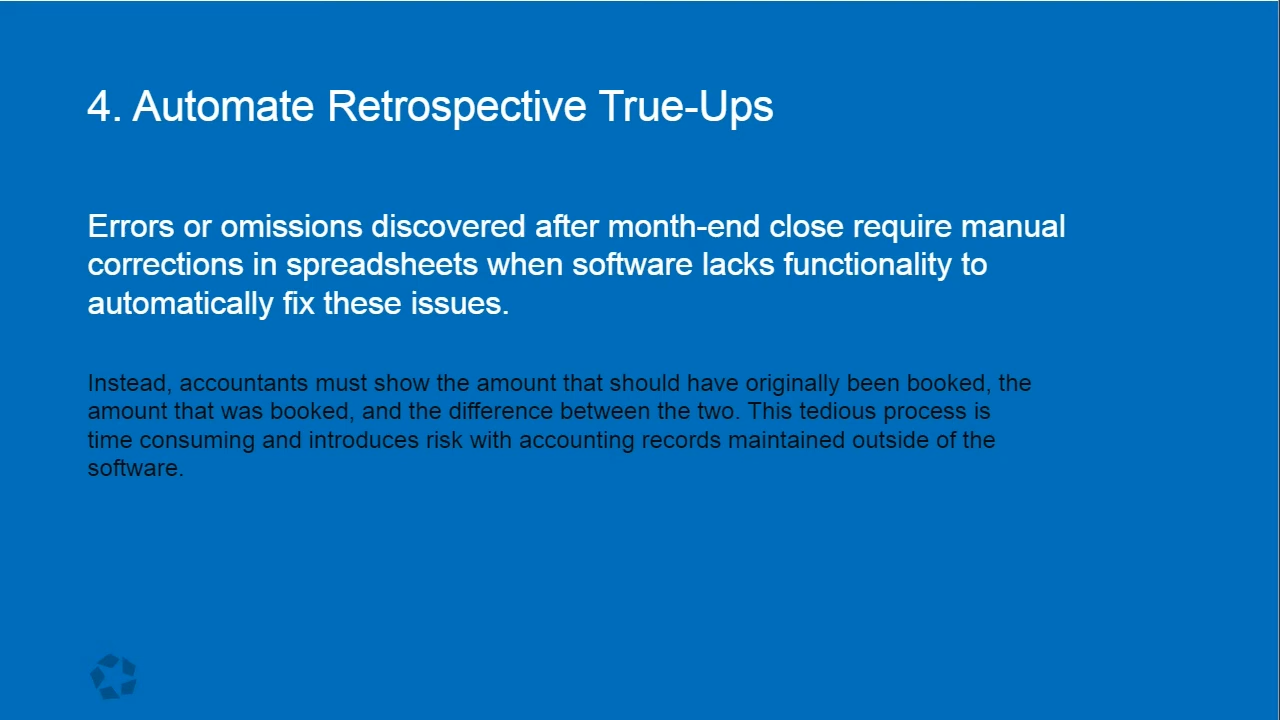 4. Automate Retrospective True-Ups
Errors or omissions discovered after month-end close require manual
corrections in spreadsheets when software lacks functionality to
automatically fix these issues.
Instead, accountants must show the amount that should have originally been booked, the
amount that was booked, and the difference between the two. This tedious process is
time consuming and introduces risk with accounting records maintained outside of the
software.